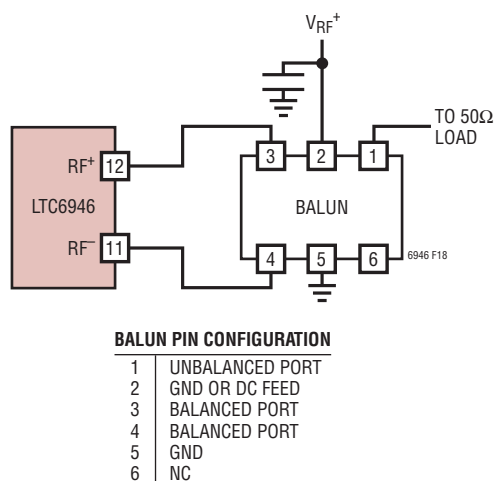 VRF+
TO 50Ω
LOAD
3 2 1
RF+ 12
LTC6946
BALUN
RF– 11
4 5 6
6946 F18
BALUN PIN CONFIGURATION
1 UNBALANCED PORT
2 GND OR DC FEED
3 BALANCED PORT
4 BALANCED PORT
5 GND
6 NC